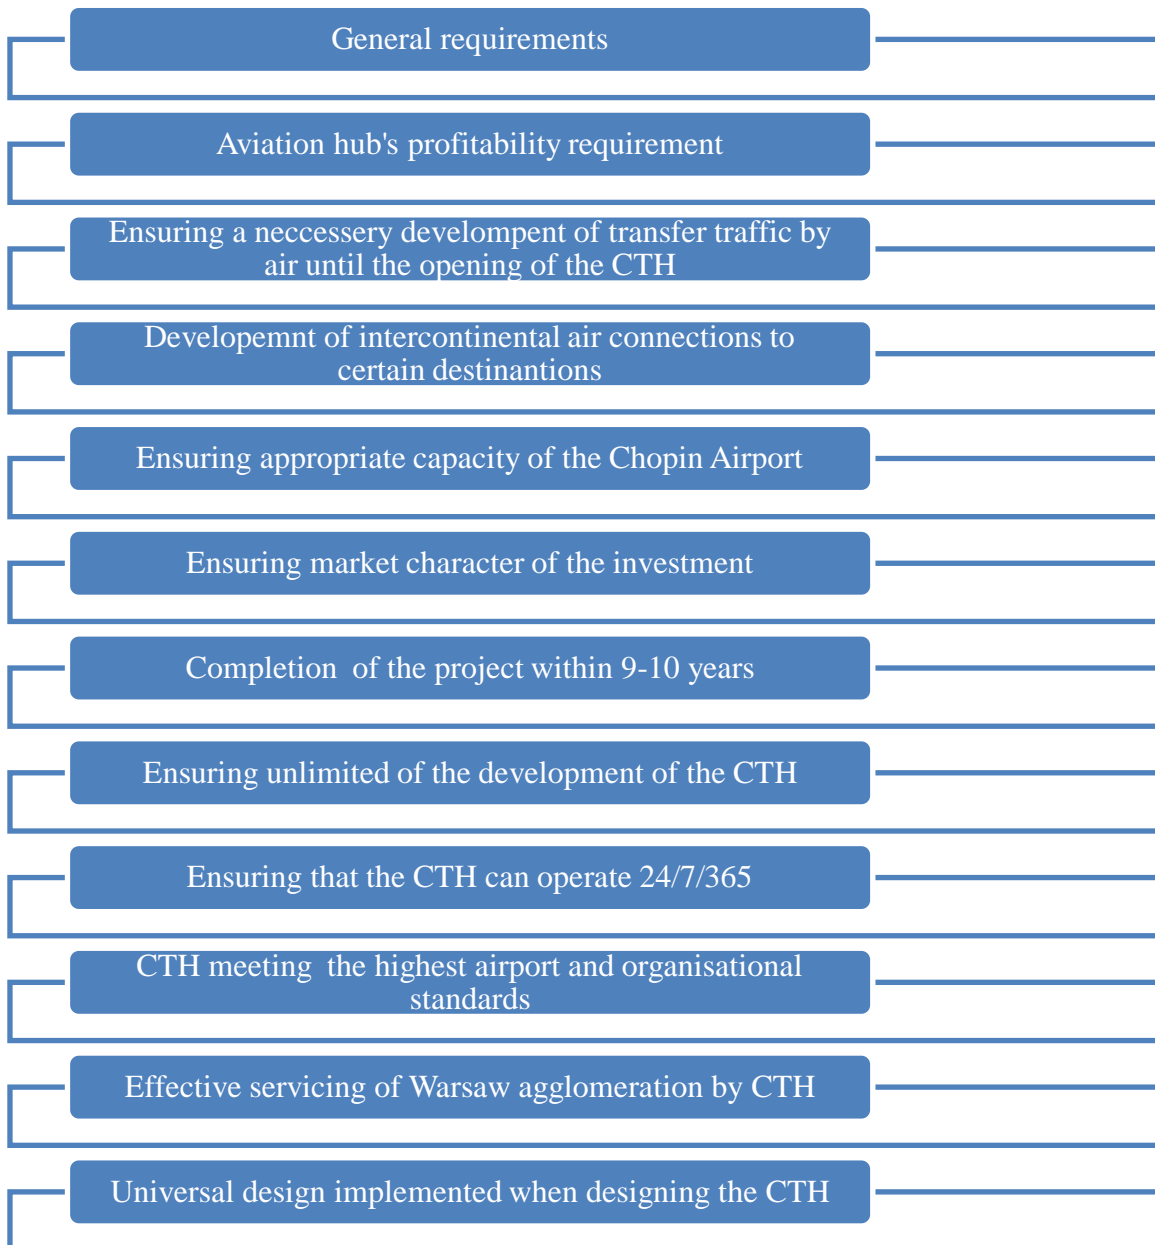 General requirements
Aviation hub's profitability requirement
Ensuring a neccessery develompent of transfer traffic by
air until the opening of the CTH
Developemnt of intercontinental air connections to
certain destinantions
Ensuring appropriate capacity of the Chopin Airport
Ensuring market character of the investment
Completion of the project within 9-10 years
Ensuring unlimited of the development of the CTH
Ensuring that the CTH can operate 24/7/365
CTH meeting the highest airport and organisational
standards
Effective servicing of Warsaw agglomeration by CTH
Universal design implemented when designing the CTH